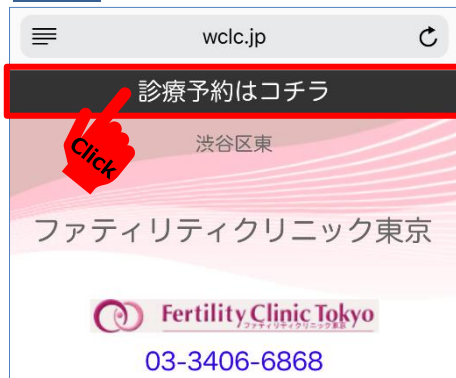 wclc.jp
診療予約はコチラ
Click
渋谷区東
ファティリティクリニック東京
Fertility Clinic Tokyo
ファティリティクリニック東京
03-3406-6868